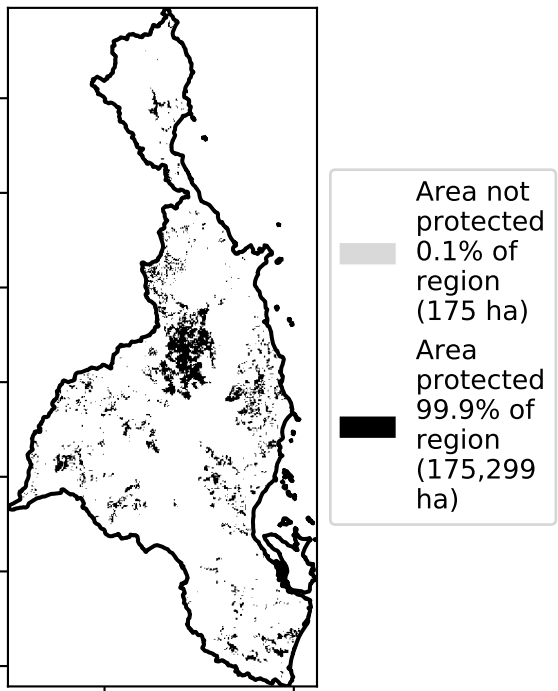 Area not
protected
0.1% of
region
(175 ha)
Area
protected
99.9% of
region
(175,299
ha)